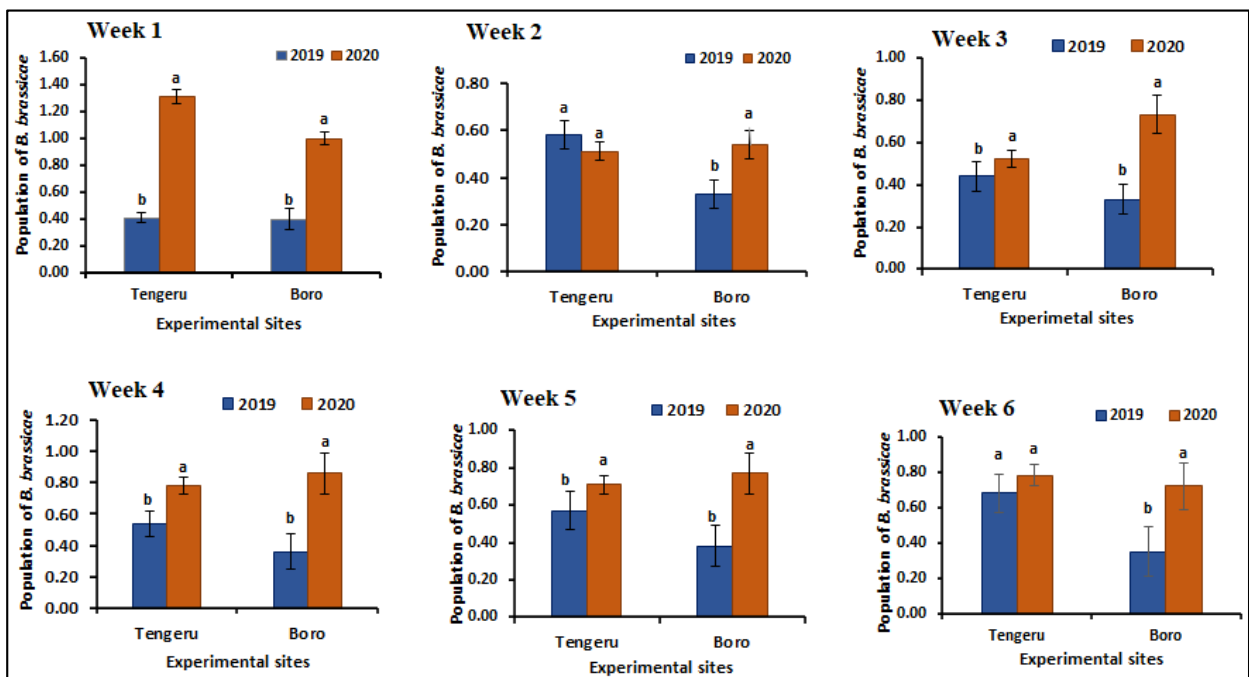 Week 1
2019 2020
Population of B. brassicae
1.60
1.40
1.20
1.00
0.80
0.60
0.40
0.20
0.00
b a b a
Tengeru Boro
Experimental Sites
Week 2
2019 2020
Population of B. brassicae
0.80
0.60
0.40
0.20
0.00
a a b a
Tengeru Boro
Experimental sites
Week 3
2019 2020
Poplation of B. brassicae
1.00
0.80
0.60
0.40
0.20
0.00
b a b a
Tengeru Boro
Experimetal sites
Week 4
2019 2020
Population of B. brassicae
1.20
1.00
0.80
0.60
0.40
0.20
0.00
b a b a
Tengeru Boro
Experimental sites
Week 5
2019 2020
Population of B. brassicae
1.00
0.80
0.60
0.40
0.20
0.00
b a b a
Tengeru Boro
Experimental sites
Week 6
2019 2020
Population of B. brassicae
1.00
0.80
0.60
0.40
0.20
0.00
a a b a
Tengeru Boro
Experimental sites